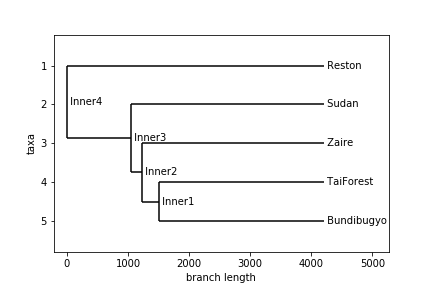 1 Reston
Inner4
2 Sudan
Inner3
3 Zaire
Inner2
4 TaiForest
Inner1
5 Bundibugyo
taxa
0 1000 2000 3000 4000 5000
branch length